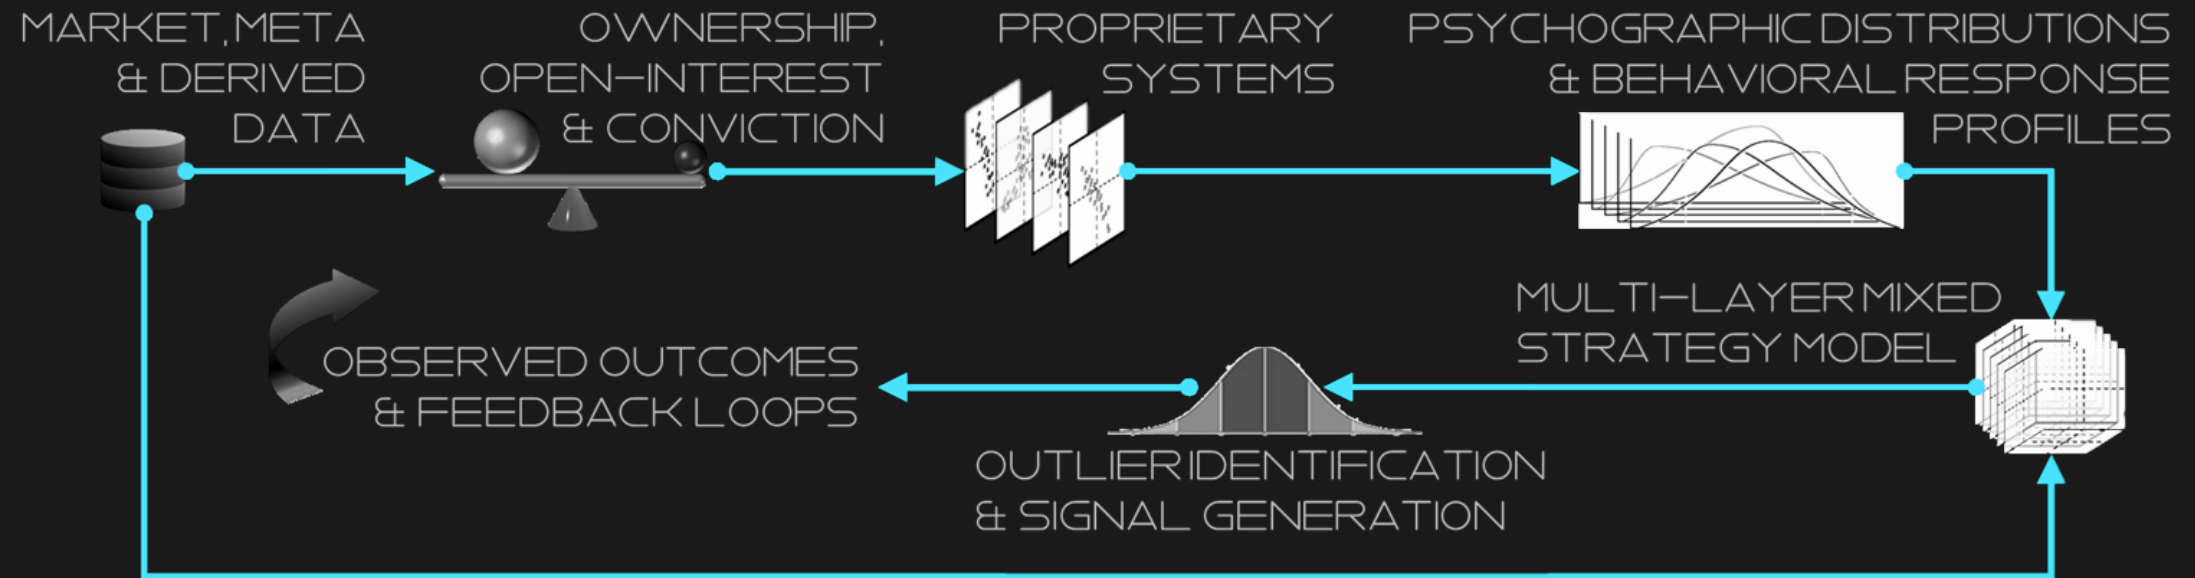 MARKET, META
& DERIVED
DATA
OWNERSHIP,
OPEN-INTEREST
& CONVICTION
PROPRIETARY
SYSTEMS
PSYCHOGRAPHIC DISTRIBUTIONS
& BEHAVIORAL RESPONSE
PROFILES
MULTI-LAYER MIXED
STRATEGY MODEL
OBSERVED OUTCOMES
& FEEDBACK LOOPS
OUTLIER IDENTIFICATION
& SIGNAL GENERATION